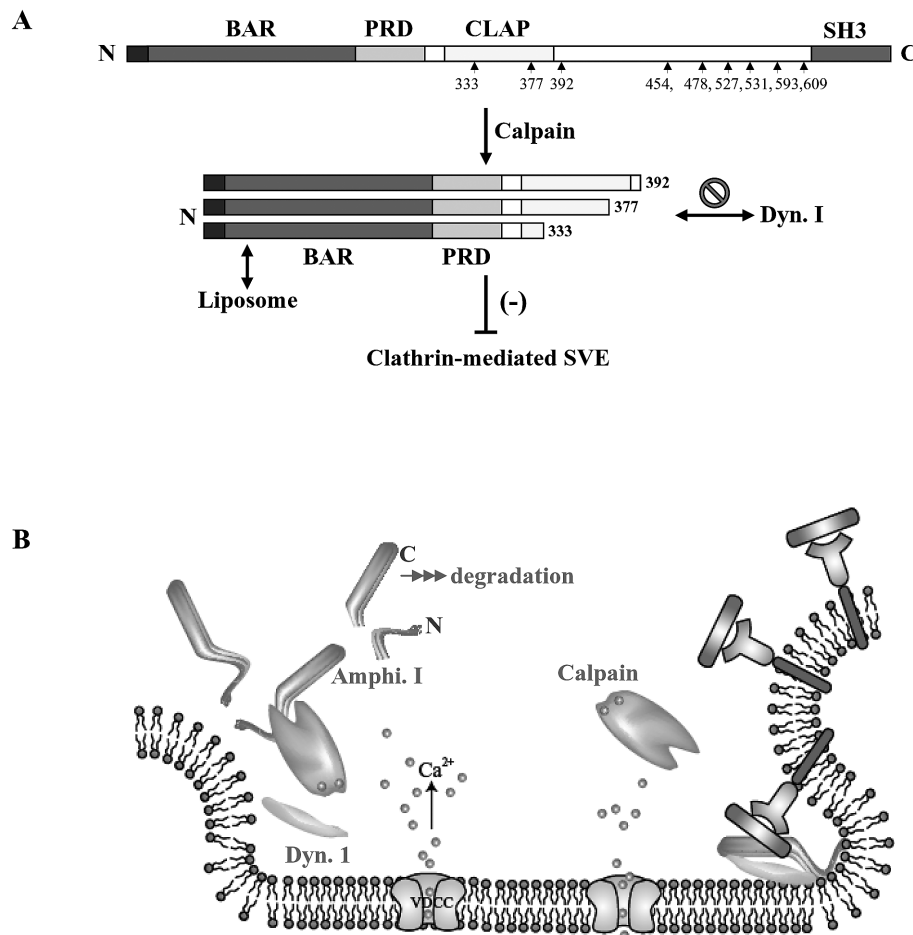 A
BAR PRD CLAP SH3
N C
333 377 392 454, 478, 527, 531, 593, 609
Calpain
392
377
N
333
Dyn. I
BAR PRD
Liposome
(-)
Clathrin-mediated SVE
B
C
degradation
N
Amphi. I
Calpain
Ca2+
Dyn. 1
VDCC